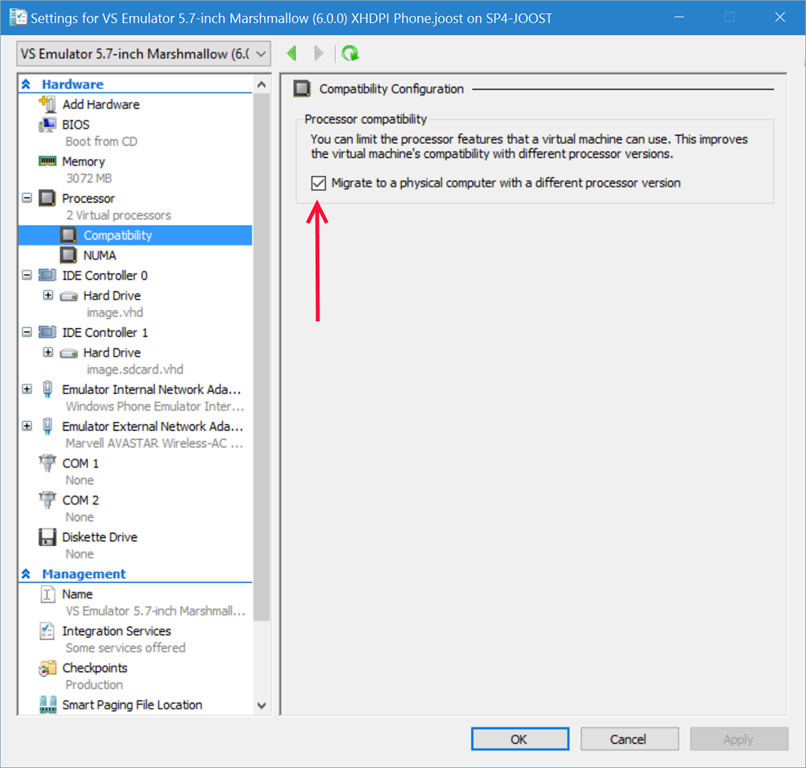 Settings for VS Emulator 5.7-inch Marshmallow (6.0.0) XHDPI Phone.joost on SP4-JOOST
VS Emulator 5.7-inch Marshmallow (6.(
Hardware
Add Hardware
BIOS
Boot from CD
Memory
3072 MB
Processor
2 Virtual processors
Compatibility
NUMA
IDE Controller 0
Hard Drive
image.vhd
IDE Controller 1
Hard Drive
image.sdcard.vhd
Emulator Internal Network Ada...
Windows Phone Emulator Inter...
Emulator External Network Ada...
Marvell AVASTAR Wireless-AC ...
COM 1
None
COM 2
None
Diskette Drive
None
Management
Name
VS Emulator 5.7-inch Marshmall...
Integration Services
Some services offered
Checkpoints
Production
Smart Paging File Location
Compatibility Configuration
Processor compatibility
You can limit the processor features that a virtual machine can use. This improves
the virtual machine's compatibility with different processor versions.
Migrate to a physical computer with a different processor version
OK
Cancel
Apply